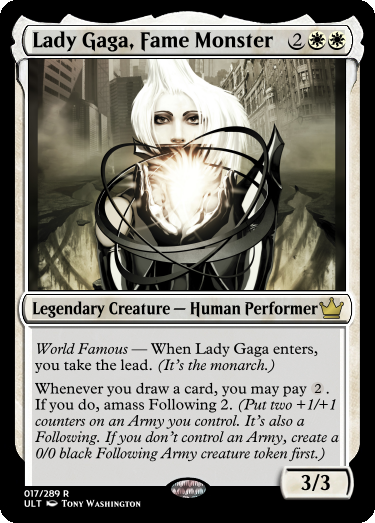 Lady Gaga, Fame Monster 2
Legendary Creature — Human Performer
World Famous — When Lady Gaga enters,
you take the lead. (It's the monarch.)
Whenever you draw a card, you may pay 2.
If you do, amass Following 2. (Put two +1/+1
counters on an Army you control. It's also a
Following. If you don't control an Army, create a
0/0 black Following Army creature token first.)
3/3
017/289 R
ULT Tony Washington